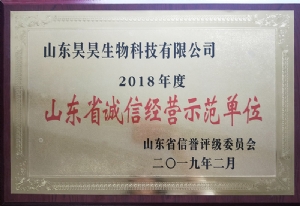 山东昊昊生物科技有限公司
2018年度
山东省诚信经营示范单位
山东省信誉评级委员会
二〇一九年二月